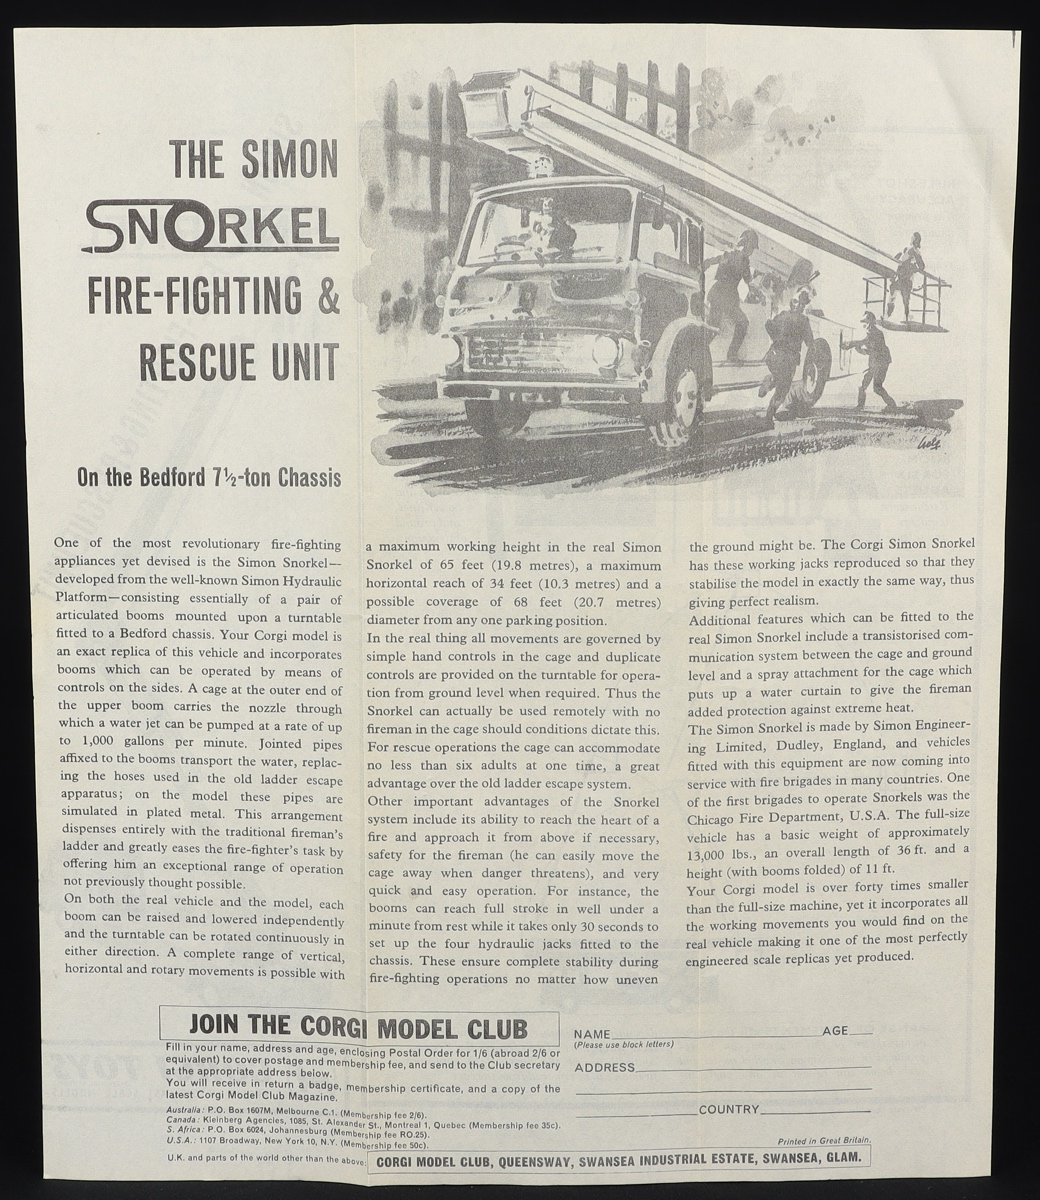 THE SIMON
SNORKEL
FIRE-FIGHTING &
RESCUE UNIT
On the Bedford 7½-ton Chassis
One of the most revolutionary fire-fighting
appliances yet devised is the Simon Snorkel—
developed from the well-known Simon Hydraulic
Platform—consisting essentially of a pair of
articulated booms mounted upon a turntable
fitted to a Bedford chassis. Your Corgi model is
an exact replica of this vehicle and incorporates
booms which can be operated by means of
controls on the sides. A cage at the outer end of
the upper boom carries the nozzle through
which a water jet can be pumped at a rate of up
to 1,000 gallons per minute. Jointed pipes
affixed to the booms transport the water, replac-
ing the hoses used in the old ladder escape
apparatus; on the model these pipes are
simulated in plated metal. This arrangement
dispenses entirely with the traditional fireman's
ladder and greatly eases the fire-fighter's task by
offering him an exceptional range of operation
not previously thought possible.
On both the real vehicle and the model, each
boom can be raised and lowered independently
and the turntable can be rotated continuously in
either direction. A complete range of vertical,
horizontal and rotary movements is possible with
a maximum working height in the real Simon
Snorkel of 65 feet (19.8 metres), a maximum
horizontal reach of 34 feet (10.3 metres) and a
possible coverage of 68 feet (20.7 metres)
diameter from any one parking position.
In the real thing all movements are governed by
simple hand controls in the cage and duplicate
controls are provided on the turntable for opera-
tion from ground level when required. Thus the
Snorkel can actually be used remotely with no
fireman in the cage should conditions dictate this.
For rescue operations the cage can accommodate
no less than six adults at one time, a great
advantage over the old ladder escape system.
Other important advantages of the Snorkel
system include its ability to reach the heart of a
fire and approach it from above if necessary,
safety for the fireman (he can easily move the
cage away when danger threatens), and very
quick and easy operation. For instance, the
booms can reach full stroke in well under a
minute from rest while it takes only 30 seconds to
set up the four hydraulic jacks fitted to the
chassis. These ensure complete stability during
fire-fighting operations no matter how uneven
the ground might be. The Corgi Simon Snorkel
has these working jacks reproduced so that they
stabilise the model in exactly the same way, thus
giving perfect realism.
Additional features which can be fitted to the
real Simon Snorkel include a transistorised com-
munication system between the cage and ground
level and a spray attachment for the cage which
puts up a water curtain to give the fireman
added protection against extreme heat.
The Simon Snorkel is made by Simon Engineer-
ing Limited, Dudley, England, and vehicles
fitted with this equipment are now coming into
service with fire brigades in many countries. One
of the first brigades to operate Snorkels was the
Chicago Fire Department, U.S.A. The full-size
vehicle has a basic weight of approximately
13,000 lbs., an overall length of 36 ft. and a
height (with booms folded) of 11 ft.
Your Corgi model is over forty times smaller
than the full-size machine, yet it incorporates all
the working movements you would find on the
real vehicle making it one of the most perfectly
engineered scale replicas yet produced.
JOIN THE CORGI MODEL CLUB
Fill in your name, address and age, enclosing Postal Order for 1/6 (abroad 2/6 or
equivalent) to cover postage and membership fee, and send to the Club secretary
at the appropriate address below.
You will receive in return a badge, membership certificate, and a copy of the
latest Corgi Model Club Magazine.
Australia: P.O. Box 1607M, Melbourne C.1. (Membership fee 2/6).
Canada: Kleinberg Agencies, 1085, St. Alexander St., Montreal 1, Quebec (Membership fee 35c).
S. Africa: P.O. Box 6024, Johannesburg (Membership fee RO.25).
U.S.A.: 1107 Broadway, New York 10, N.Y. (Membership fee 50c).
U.K. and parts of the world other than the above:
CORGI MODEL CLUB, QUEENSWAY, SWANSEA INDUSTRIAL ESTATE, SWANSEA, GLAM.
NAME AGE
(Please use block letters)
ADDRESS
COUNTRY
Printed in Great Britain.